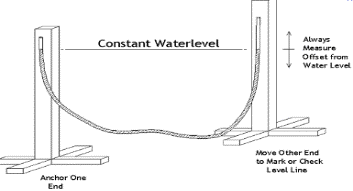 Constant Waterlevel
Always
Measure
Offset from
Water Level
Anchor One
End
Move Other End
to Mark or Check
Level Line